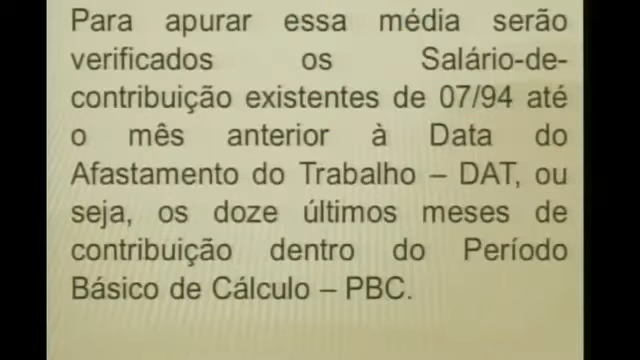 Para apurar essa média serão
verificados os Salário-de-
contribuição existentes de 07/94 até
o mês anterior à Data do
Afastamento do Trabalho – DAT, ou
seja, os doze últimos meses de
contribuição dentro do Período
Básico de Cálculo – PBC.